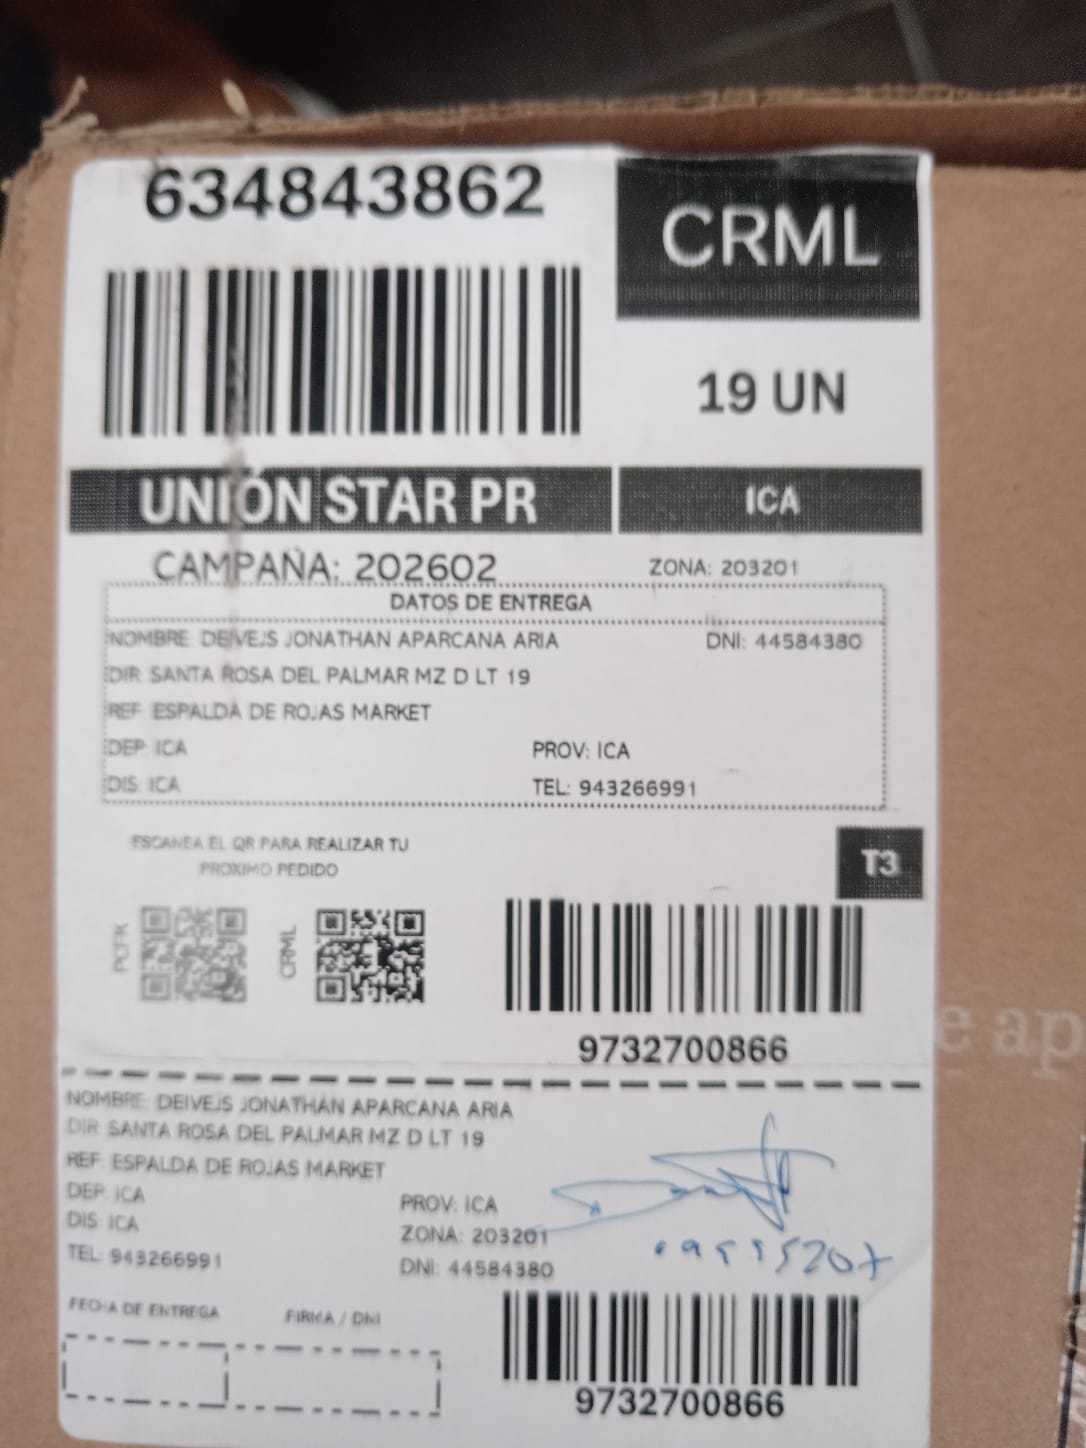 634843862
CRML
19 UN
UNIÓN STAR PR
ICA
CAMPAÑA: 202602
ZONA: 203201
DATOS DE ENTREGA
NOMBRE: DEIVEJS JONATHAN APARCANA ARIA
DNI: 44584380
DIR: SANTA ROSA DEL PALMAR MZ D LT 19
REF: ESPALDA DE ROJAS MARKET
DEP: ICA
PROV: ICA
DIS: ICA
TEL: 943266991
ESCANEA EL QR PARA REALIZAR TU
PROXIMO PEDIDO
T3
CRML
9732700866
e ap
NOMBRE: DEIVEJS JONATHAN APARCANA ARIA
DIR: SANTA ROSA DEL PALMAR MZ D LT 19
REF: ESPALDA DE ROJAS MARKET
DEP: ICA
PROV: ICA
DIS: ICA
ZONA: 203201
TEL: 943266991
DNI: 44584380
FECHA DE ENTREGA
FIRMA / DNI
9732700866